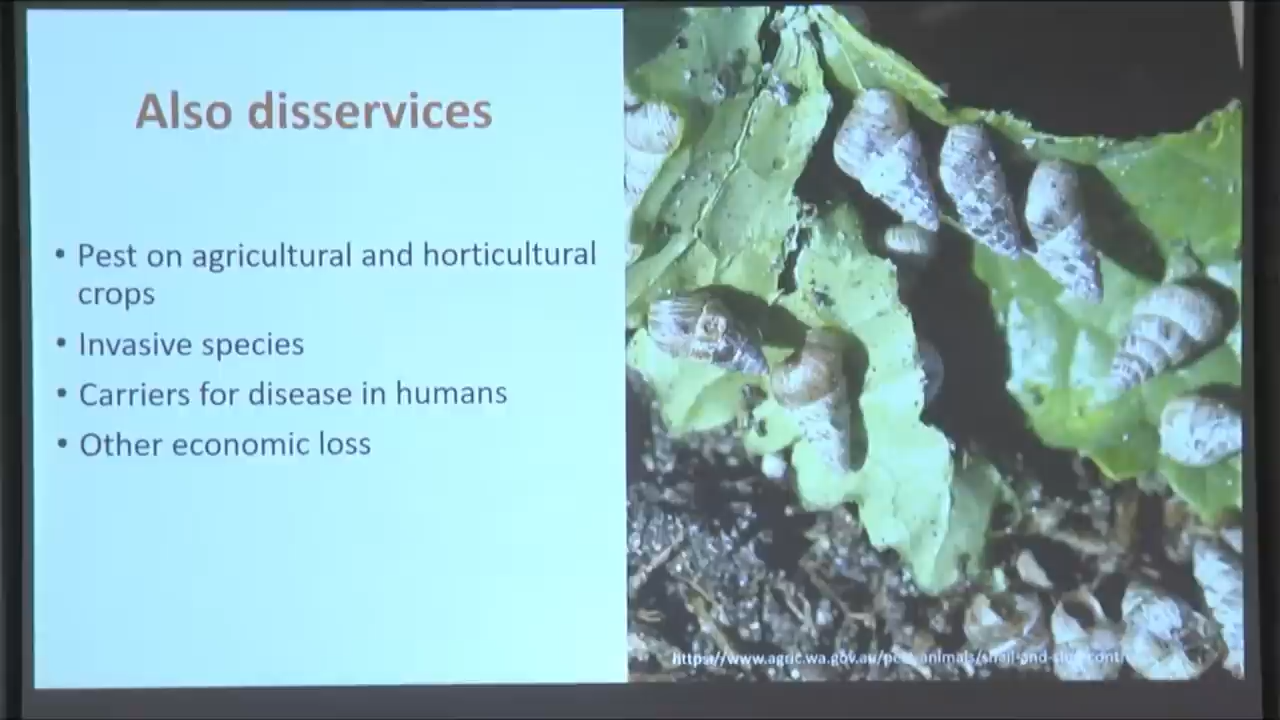 Also disservices
• Pest on agricultural and horticultural
crops
• Invasive species
• Carriers for disease in humans
• Other economic loss
https://www.agric.wa.gov.au/pest-animals/snail-and-slug-control